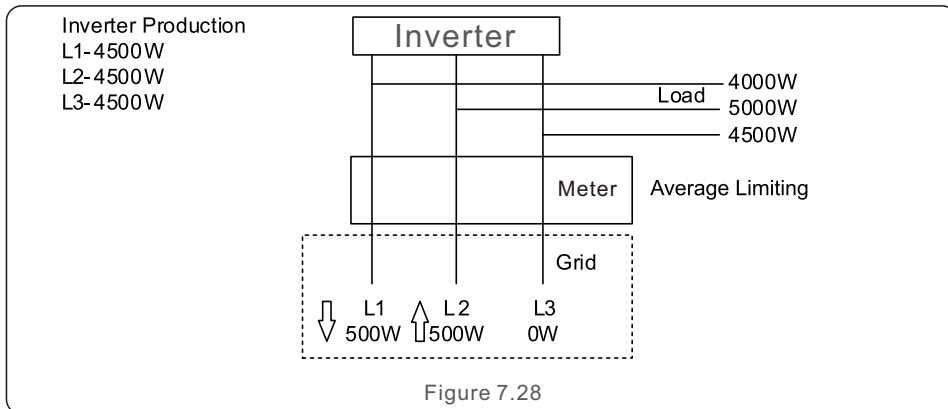 Inverter Production
L1-4500W
L2-4500W
L3-4500W
Inverter
4000W
Load
5000W
4500W
Meter
Average Limiting
Grid
L1 L2 L3
500W 500W 0W
Figure 7.28